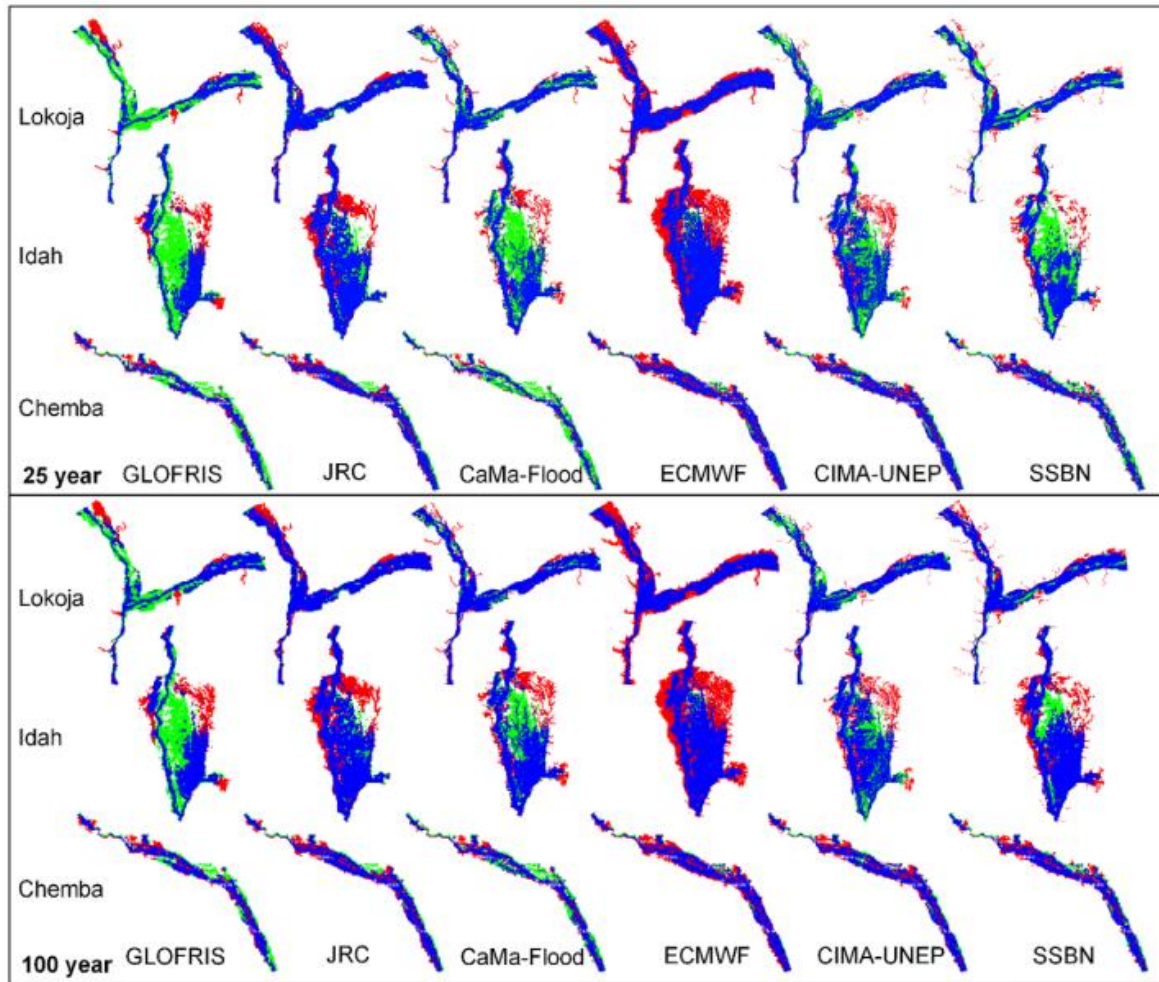 Lokoja
Idah
Chemba
25 year GLOFRIS JRC CaMa-Flood ECMWF CIMA-UNEP SSBN
Lokoja
Idah
Chemba
100 year GLOFRIS JRC CaMa-Flood ECMWF CIMA-UNEP SSBN